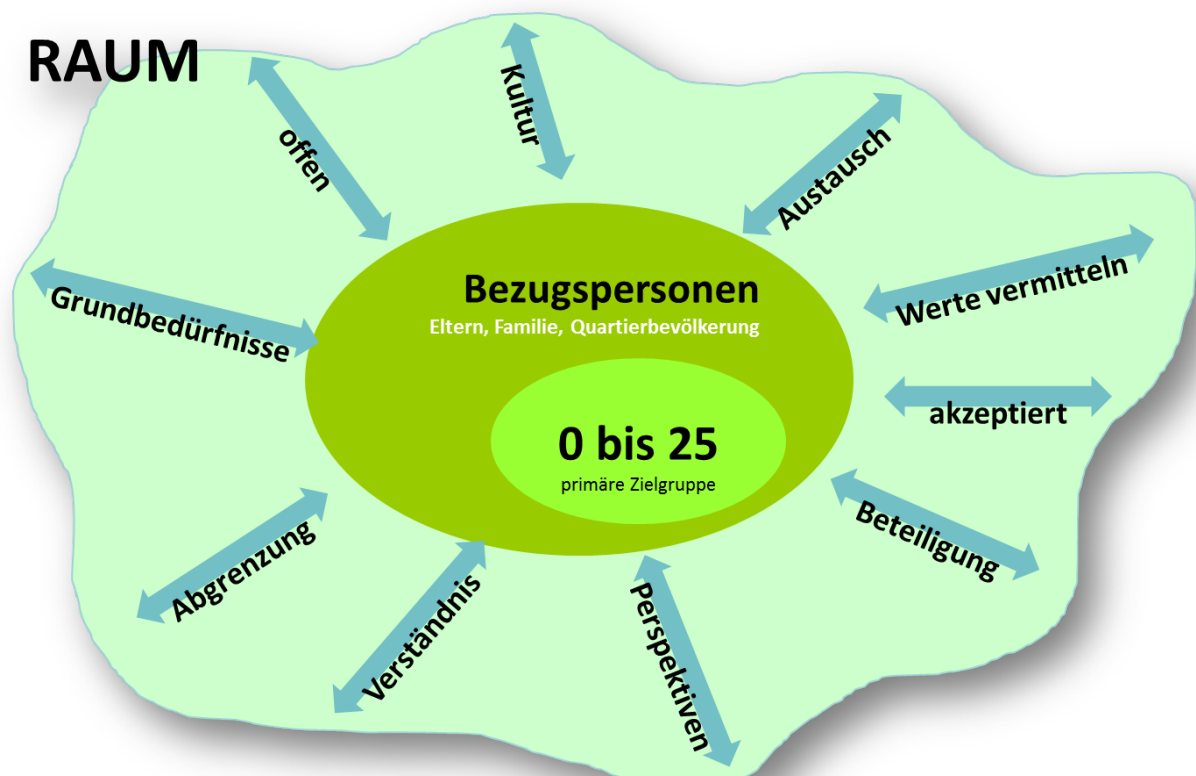 RAUM
Kultur
offen
Austausch
Grundbedürfnisse
Bezugspersonen
Eltern, Familie, Quartierbevölkerung
Werte vermitteln
akzeptiert
0 bis 25
primäre Zielgruppe
Beteiligung
Abgrenzung
Verständnis
Perspektiven